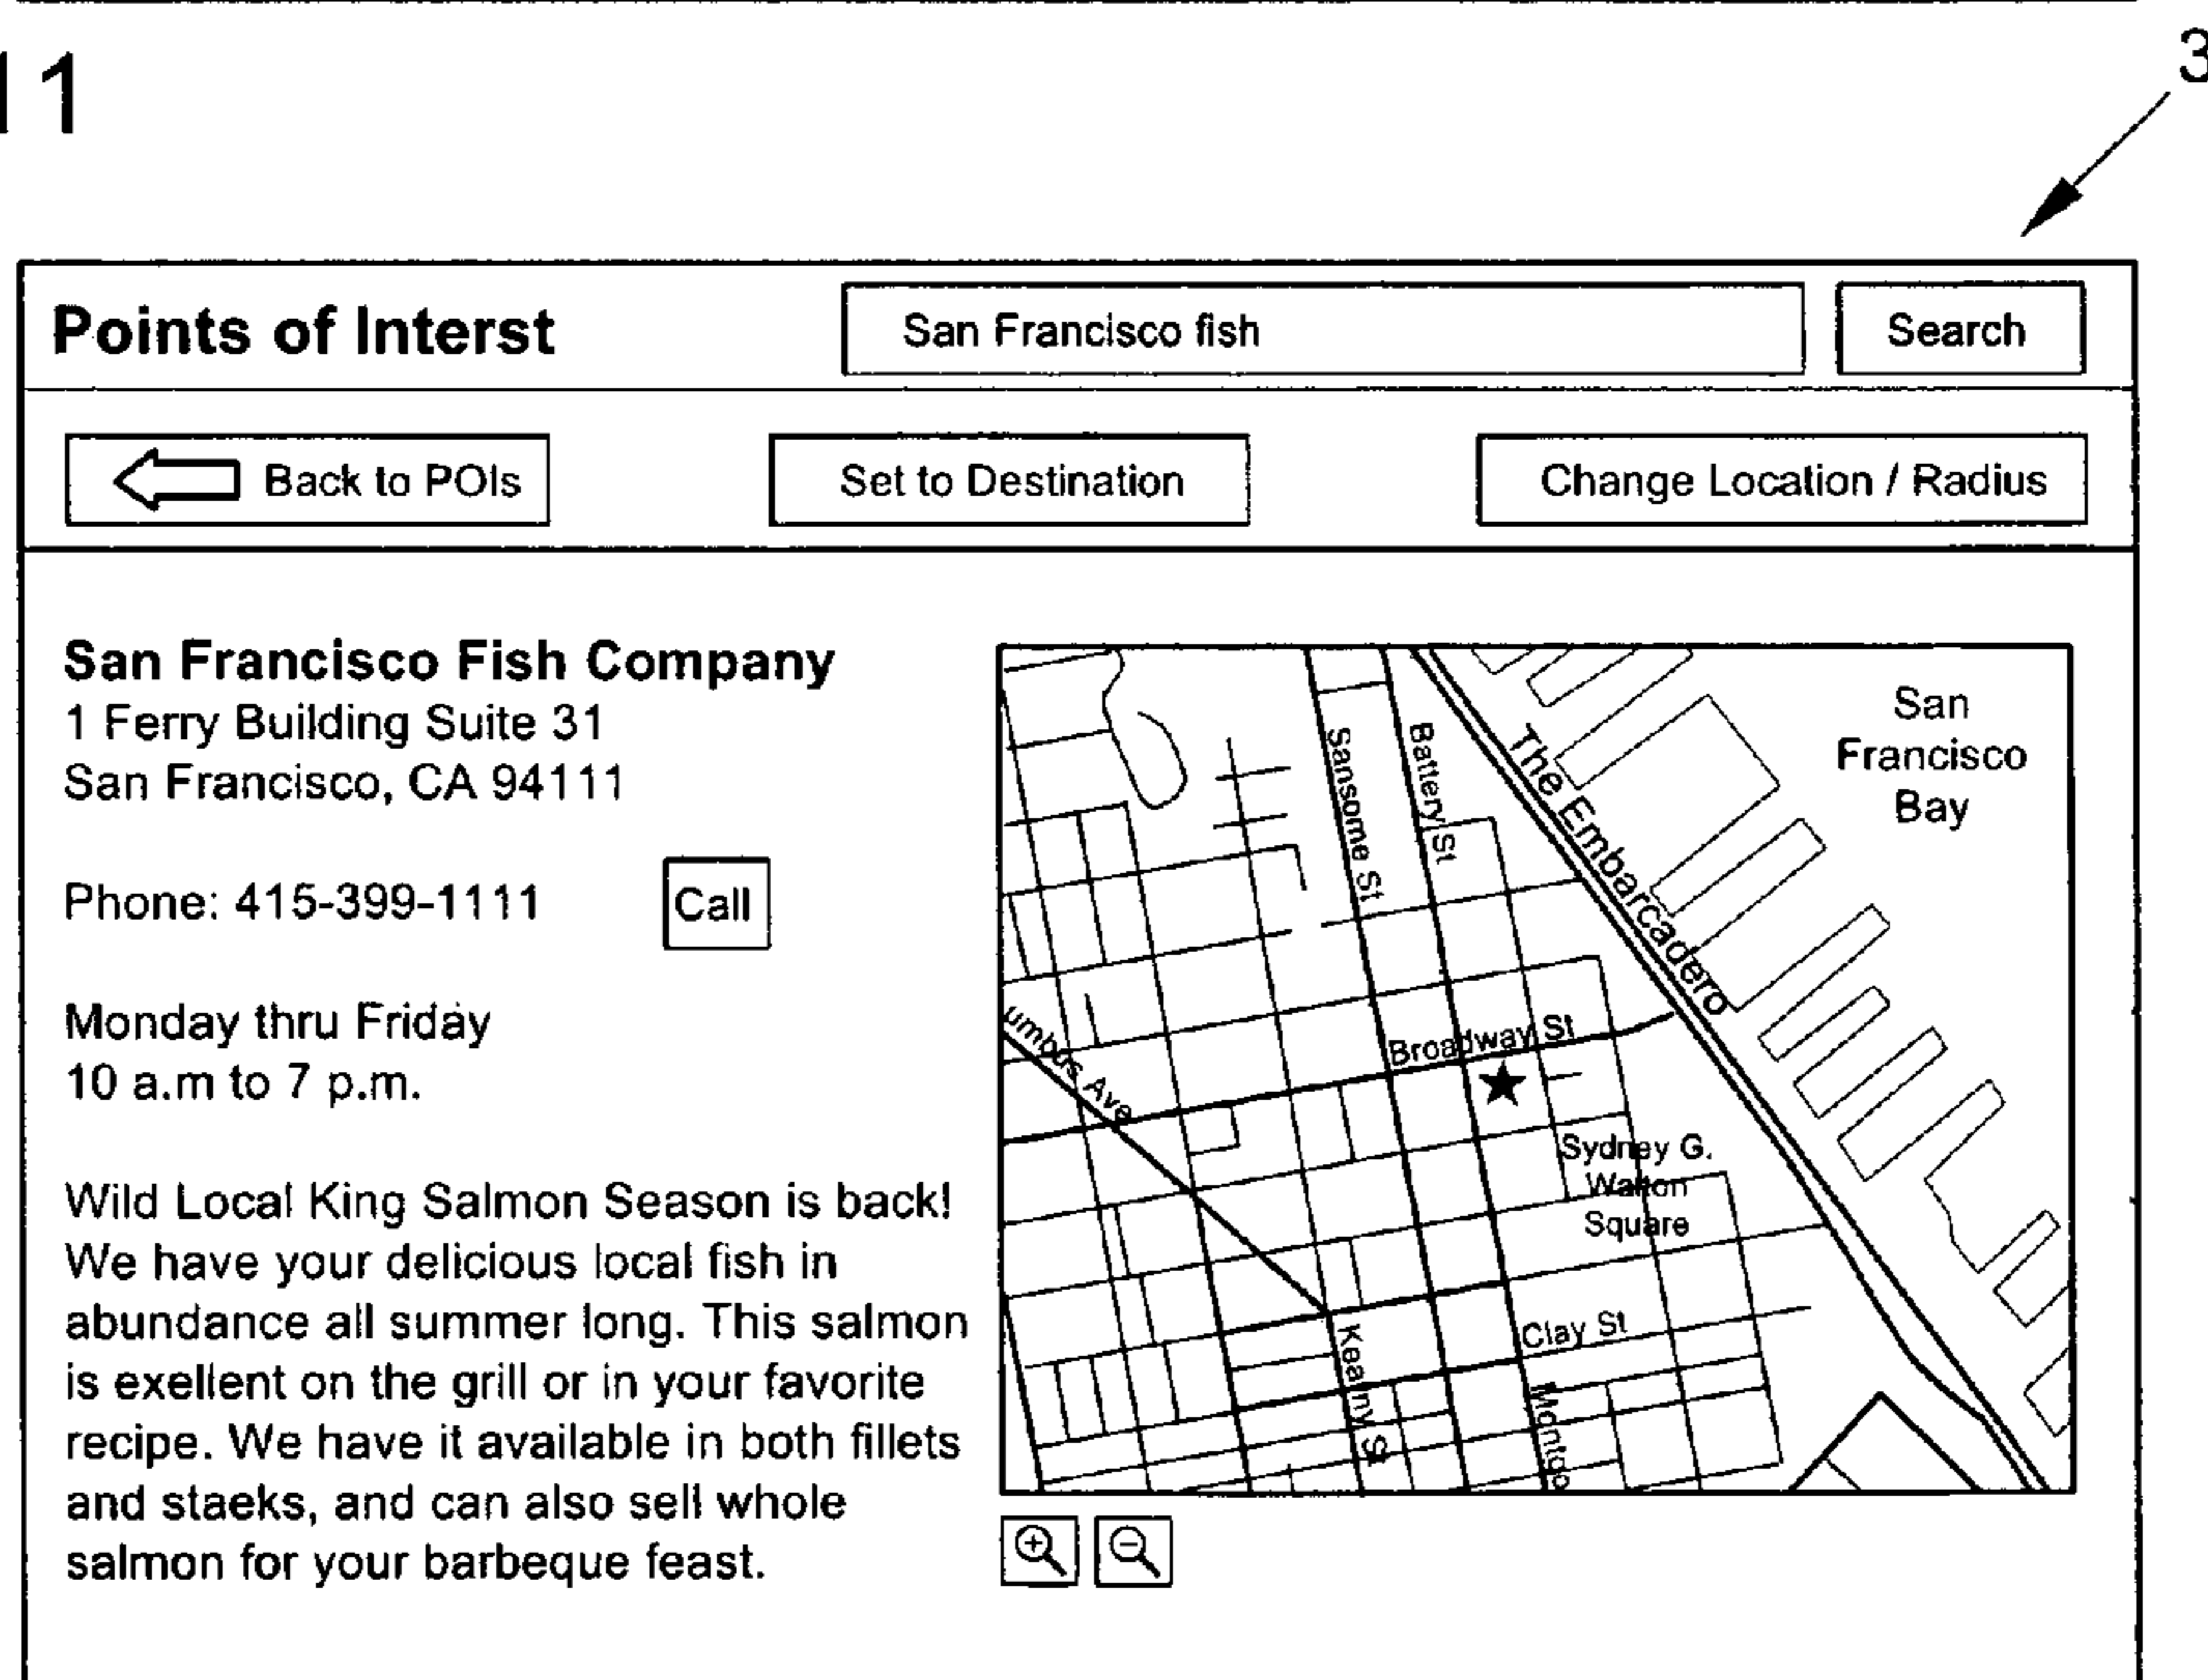 11
3
Points of Interst
San Francisco fish
Search
Back to POIs
Set to Destination
Change Location / Radius
San Francisco Fish Company
1 Ferry Building Suite 31
San Francisco, CA 94111
Phone: 415-399-1111
Call
Monday thru Friday
10 a.m to 7 p.m.
Wild Local King Salmon Season is back!
We have your delicious local fish in
abundance all summer long. This salmon
is exellent on the grill or in your favorite
recipe. We have it available in both fillets
and staeks, and can also sell whole
salmon for your barbeque feast.
San
Francisco
Bay
The Embarcadero
Battery St
Sansome St
Broadway St
umbus Ave
Sydney G.
Walton
Square
Clay St
Kearny St
Montgo